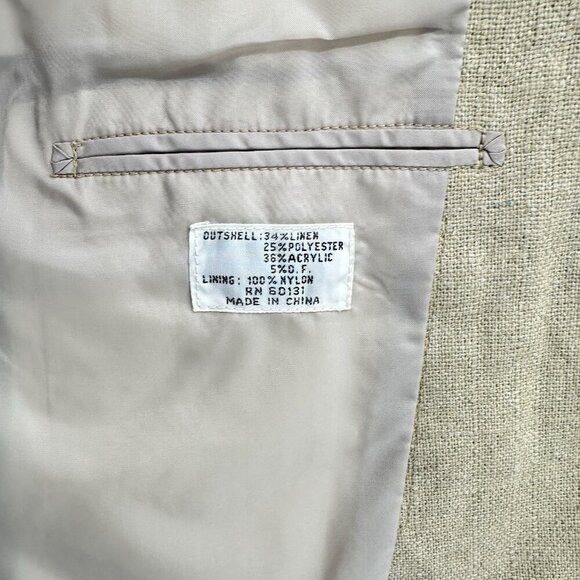 OUTSHELL:34%LINEN
25%POLYESTER
36%ACRYLIC
5%O.F.
LINING: 100%NYLON
RN 60131
MADE IN CHINA